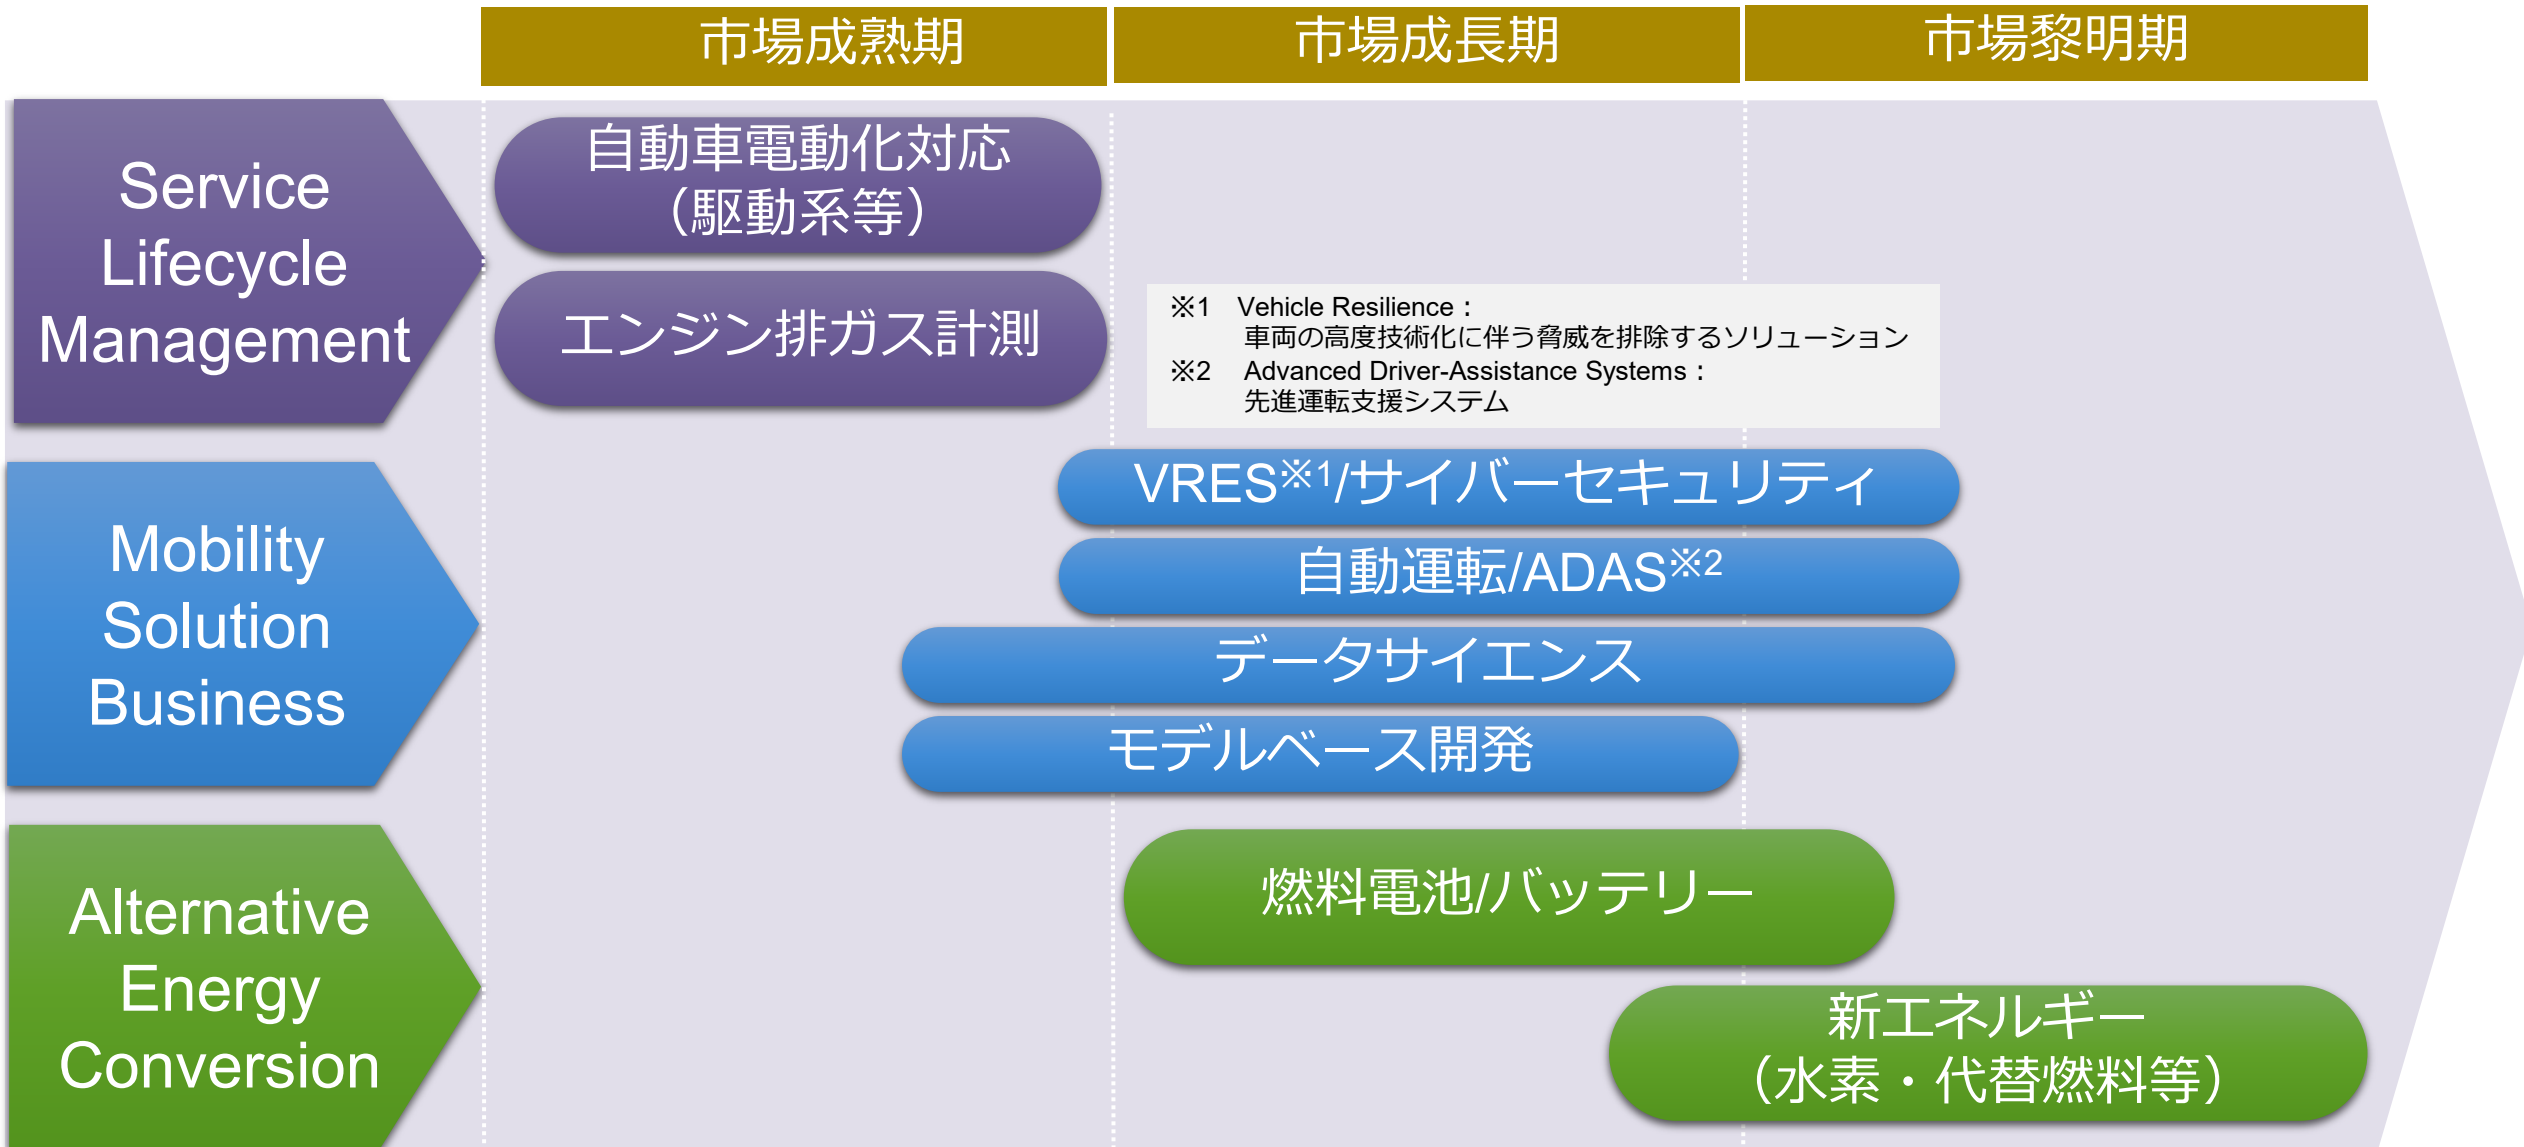 市場成熟期
市場成長期
市場黎明期
Service
Lifecycle
Management
自動車電動化対応
（駆動系等）
エンジン排ガス計測
※1 Vehicle Resilience：
車両の高度技術化に伴う脅威を排除するソリューション
※2 Advanced Driver-Assistance Systems：
先進運転支援システム
Mobility
Solution
Business
VRES※1/サイバーセキュリティ
自動運転/ADAS※2
データサイエンス
モデルベース開発
Alternative
Energy
Conversion
燃料電池/バッテリー
新エネルギー
（水素・代替燃料等）